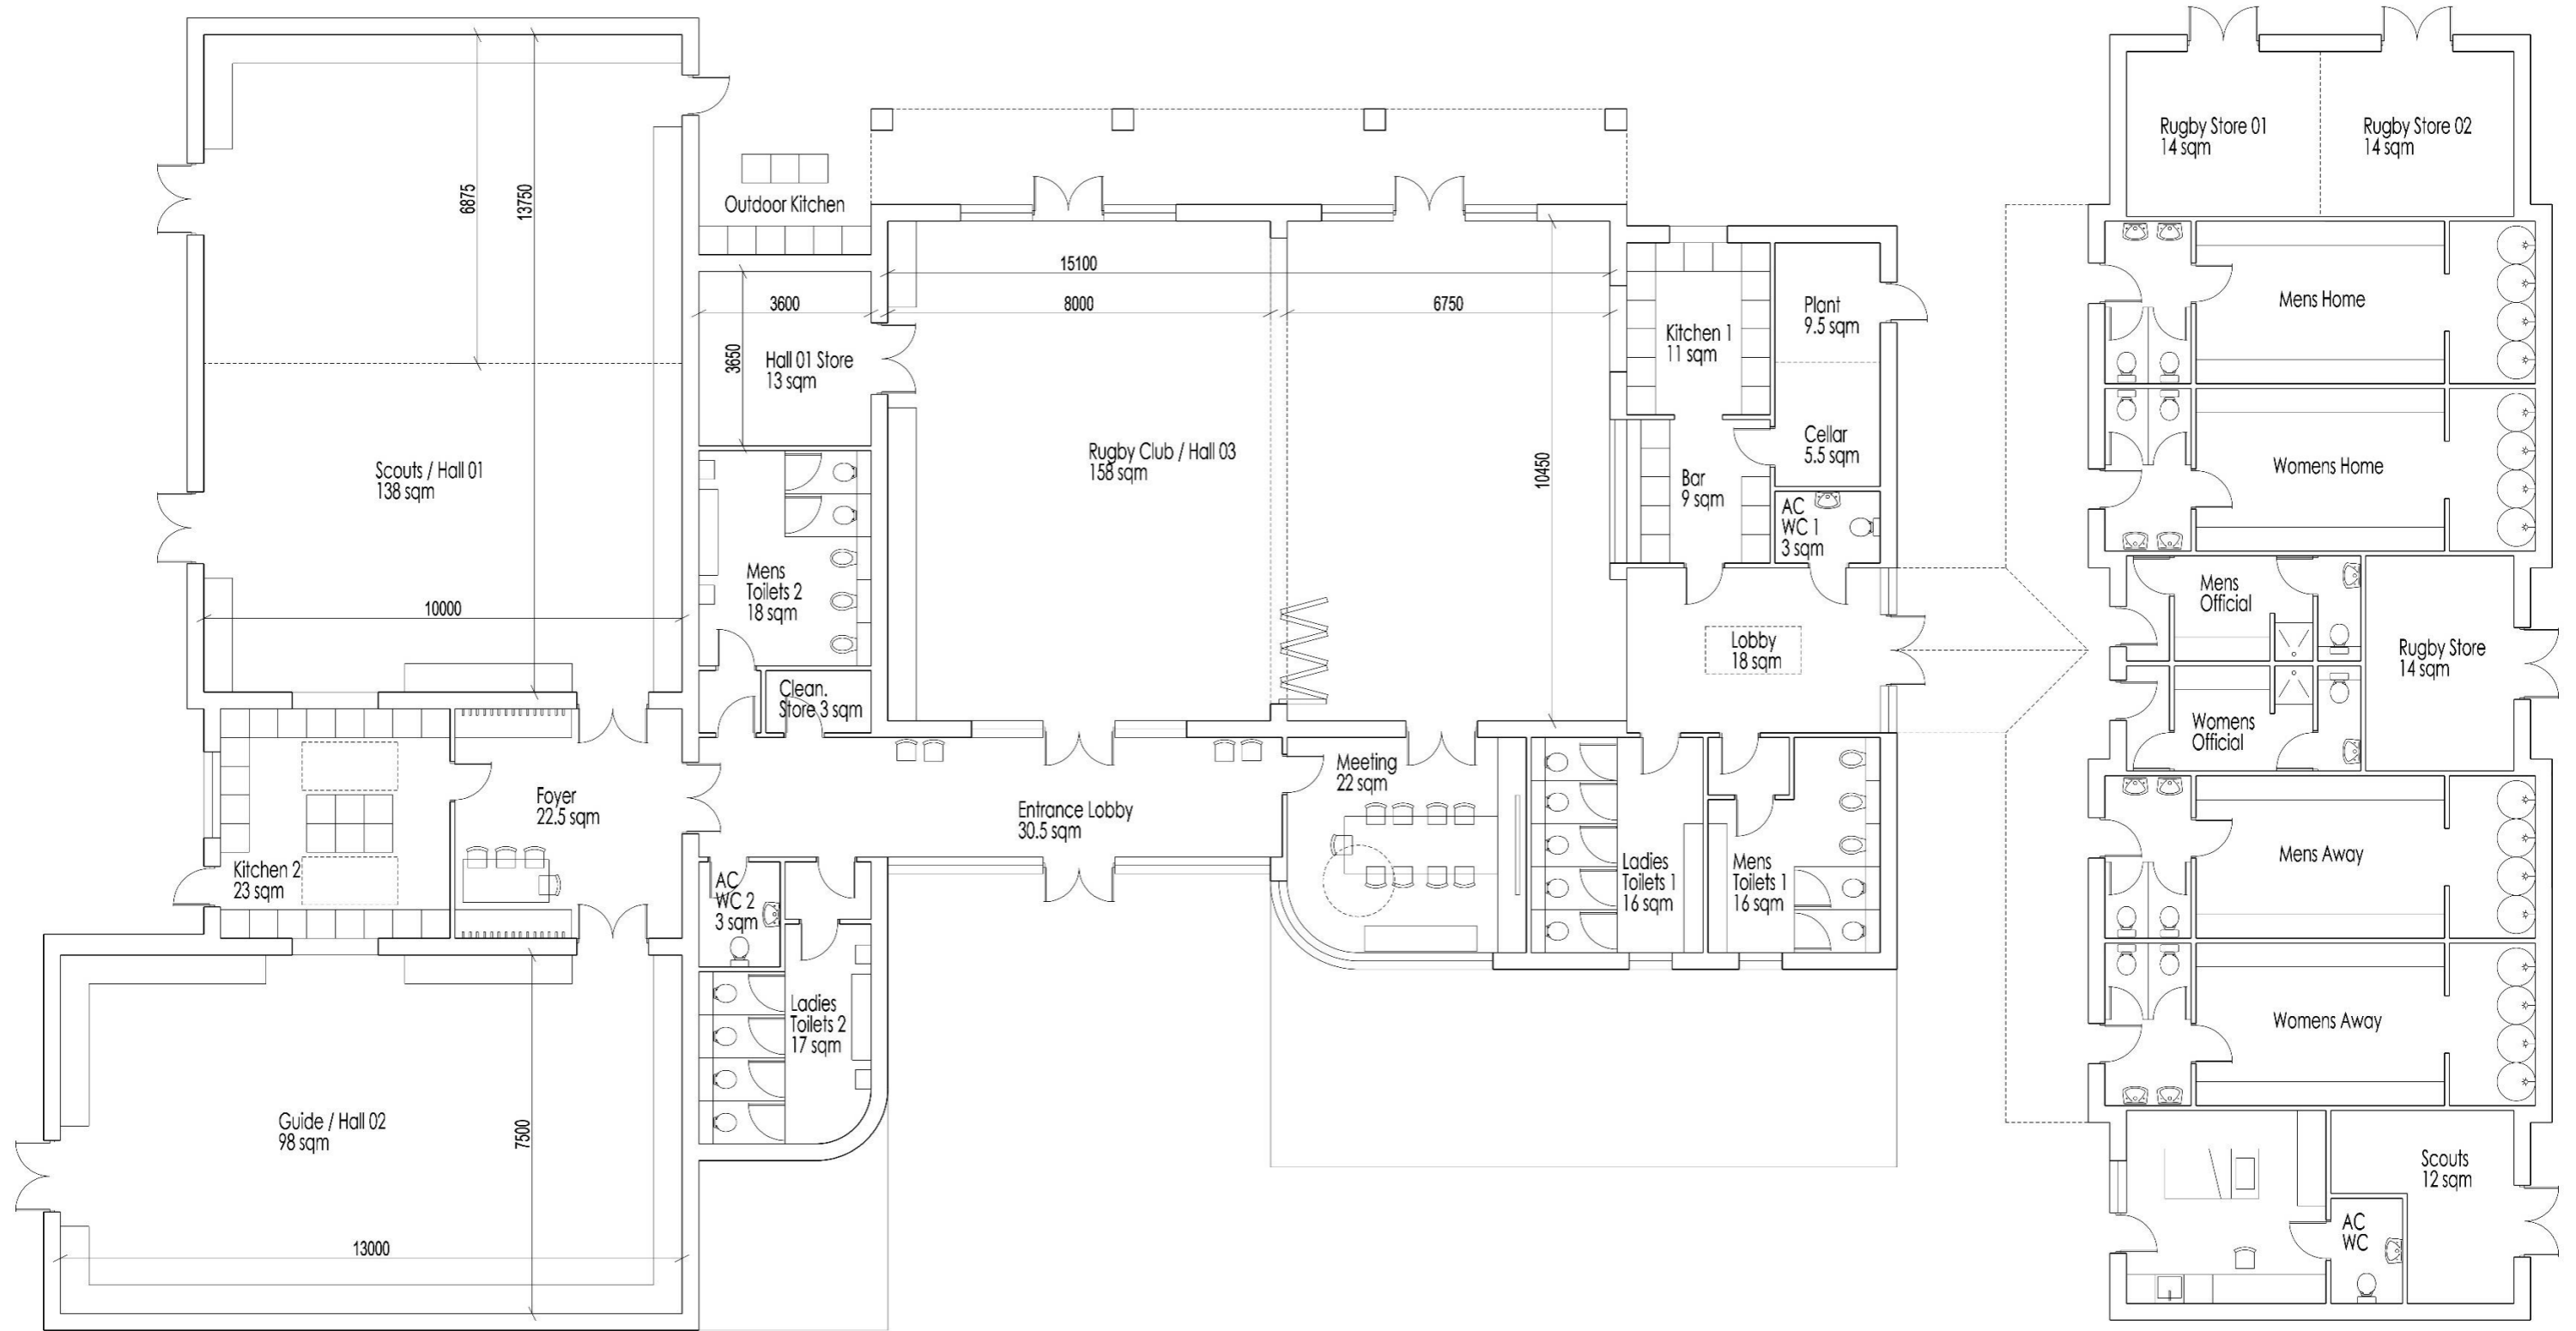 6875
13750
Scouts / Hall 01
138 sqm
10000
Outdoor Kitchen
3600
3650
Hall 01 Store
13 sqm
Mens
Toilets 2
18 sqm
Clean.
Store 3 sqm
15100
8000
6750
10450
Rugby Club / Hall 03
158 sqm
Kitchen 1
11 sqm
Plant
9.5 sqm
Cellar
5.5 sqm
Bar
9 sqm
AC
WC 1
3 sqm
Lobby
18 sqm
Kitchen 2
23 sqm
Foyer
22.5 sqm
Entrance Lobby
30.5 sqm
Meeting
22 sqm
Ladies
Toilets 1
16 sqm
Mens
Toilets 1
16 sqm
AC
WC 2
3 sqm
Ladies
Toilets 2
17 sqm
Guide / Hall 02
98 sqm
7500
13000
Rugby Store 01
14 sqm
Rugby Store 02
14 sqm
Mens Home
Womens Home
Mens
Official
Rugby Store
14 sqm
Womens
Official
Mens Away
Womens Away
Scouts
12 sqm
AC
WC